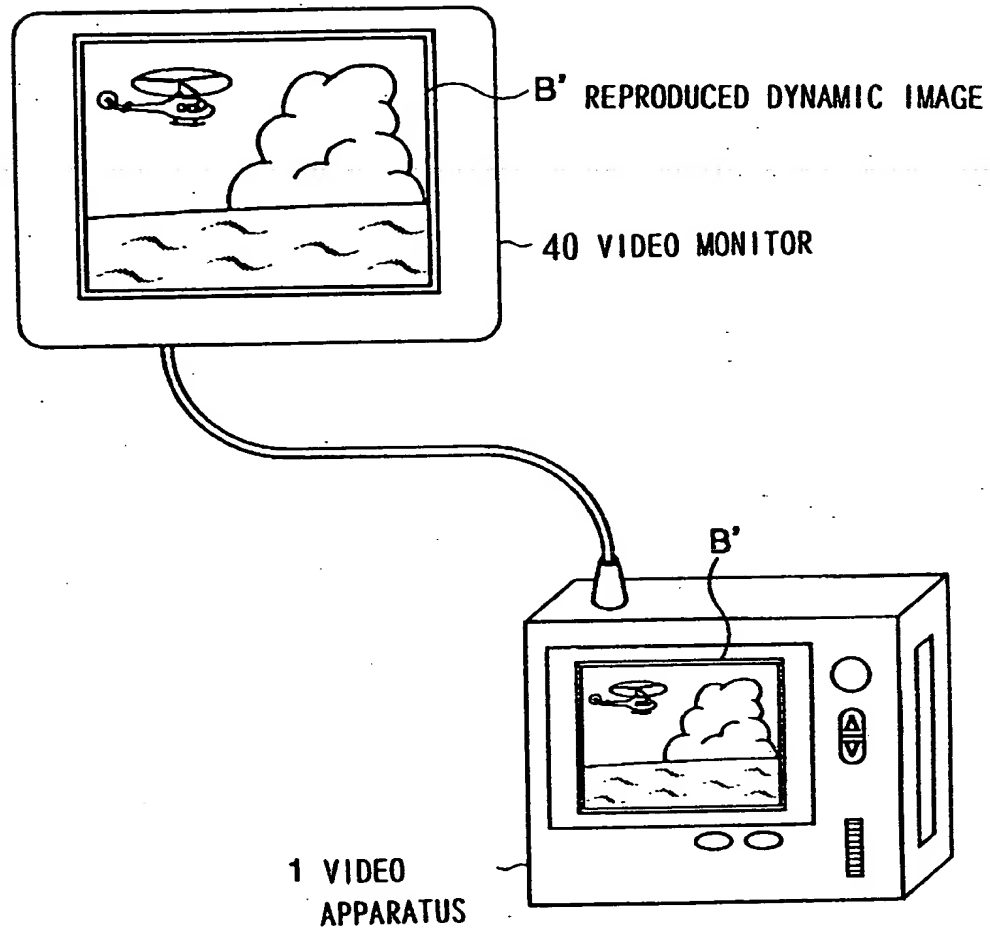 B' REPRODUCED DYNAMIC IMAGE
40 VIDEO MONITOR
B'
1 VIDEO
APPARATUS